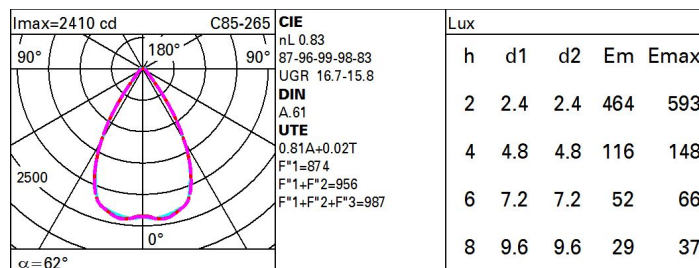 Imax=2410 cd C85-265
90° 180° 90°
2500
0°
α=62°
CIE
nL 0.83
87-96-99-98-83
UGR 16.7-15.8
DIN
A.61
UTE
0.81A+0.02T
F"1=874
F"1+F"2=956
F"1+F"2+F"3=987
Lux
h d1 d2 Em Emax
2 2.4 2.4 464 593
4 4.8 4.8 116 148
6 7.2 7.2 52 66
8 9.6 9.6 29 37